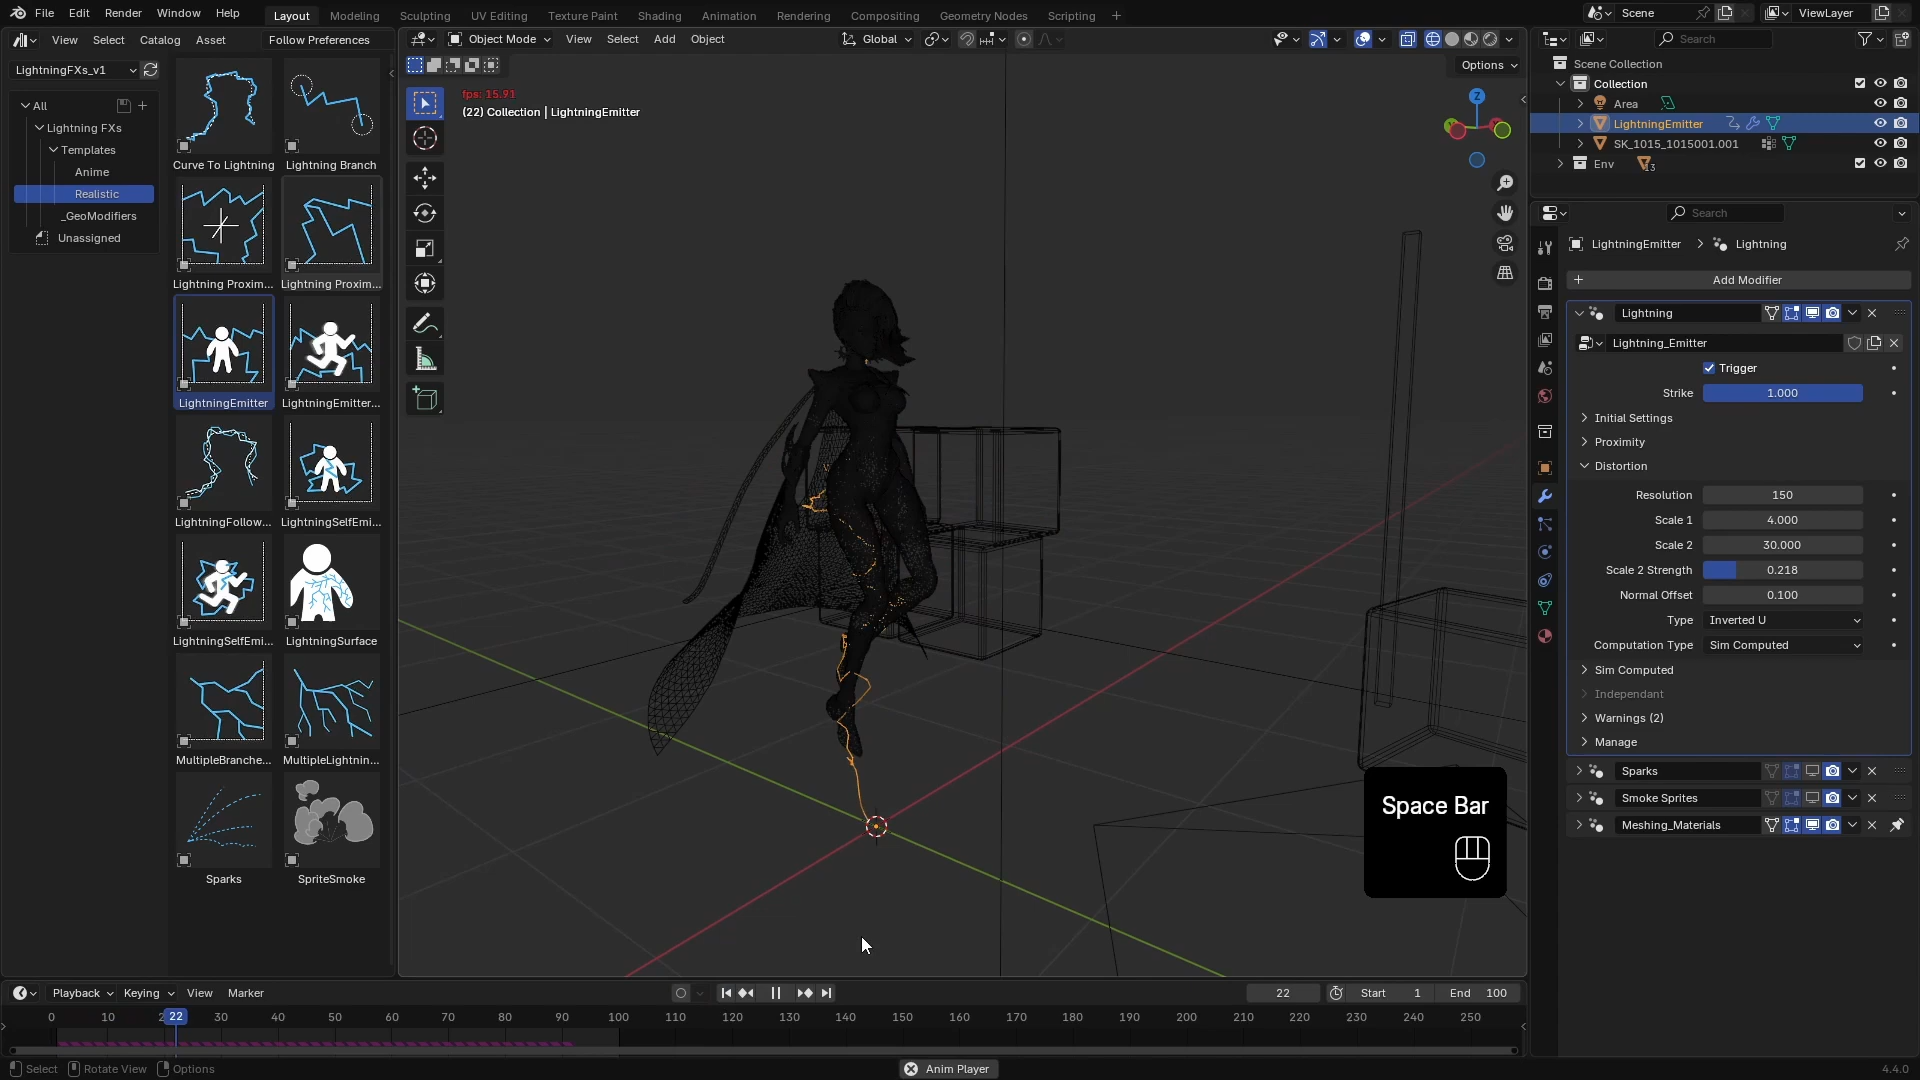 File Edit Render Window Help Layout Modeling Sculpting UV Editing Texture Paint Shading Animation Rendering Compositing Geometry Nodes Scripting Scene ViewLayer
View Select Catalog Asset Follow Preferences
Object Mode View Select Add Object Global
Search
LightningFXs_v1
Options
All
Lightning FXs
Templates
Anime
Realistic
_GeoModifiers
Unassigned
Curve To Lightning
Lightning Branch
Lightning Proxim...
Lightning Proxim...
LightningEmitter
LightningEmitter...
LightningFollow...
LightningSelfEmi...
LightningSelfEmi...
LightningSurface
MultipleBranche...
MultipleLightnin...
Sparks
SpriteSmoke
fps: 15.91
(22) Collection | LightningEmitter
Z
Space Bar
Scene Collection
Collection
Area
LightningEmitter
SK_1015_1015001.001
Env
13
Search
LightningEmitter Lightning
Add Modifier
Lightning
Lightning_Emitter
Trigger
Strike 1.000
Initial Settings
Proximity
Distortion
Resolution 150
Scale 1 4.000
Scale 2 30.000
Scale 2 Strength 0.218
Normal Offset 0.100
Type Inverted U
Computation Type Sim Computed
Sim Computed
Independant
Warnings (2)
Manage
Sparks
Smoke Sprites
Meshing_Materials
Playback Keying View Marker
22 Start 1 End 100
0 10 22 30 40 50 60 70 80 90 100 110 120 130 140 150 160 170 180 190 200 210 220 230 240 250
Select Rotate View Options
Anim Player
4.4.0